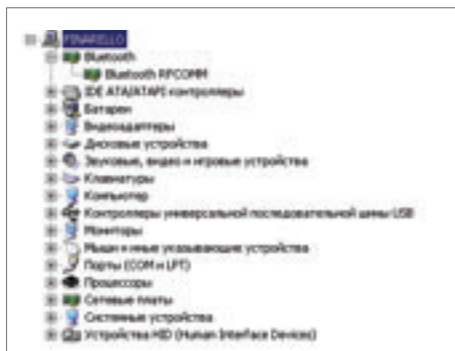 PINARELLO
Bluetooth
Bluetooth RFCOMM
IDE ATA/ATAPI контроллеры
Батареи
Видеоадаптеры
Дисковые устройства
Звуковые, видео и игровые устройства
Клавиатуры
Компьютер
Контроллеры универсальной последовательной шины USB
Мониторы
Мыши и иные указывающие устройства
Порты (COM и LPT)
Процессоры
Сетевые платы
Системные устройства
Устройства HID (Human Interface Devices)